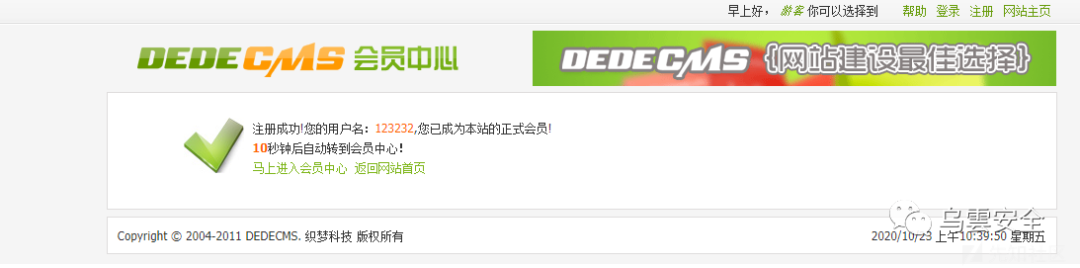 早上好， 游客 你可以选择到 帮助 登录 注册 网站主页
DEDECMS 会员中心
DEDECMS {网站建设最佳选择}
注册成功!您的用户名：123232,您已成为本站的正式会员!
10秒钟后自动转到会员中心！
马上进入会员中心 返回网站首页
Copyright © 2004-2011 DEDECMS. 织梦科技 版权所有
2020/10/23 上午10:39:50 星期五
乌雲安全